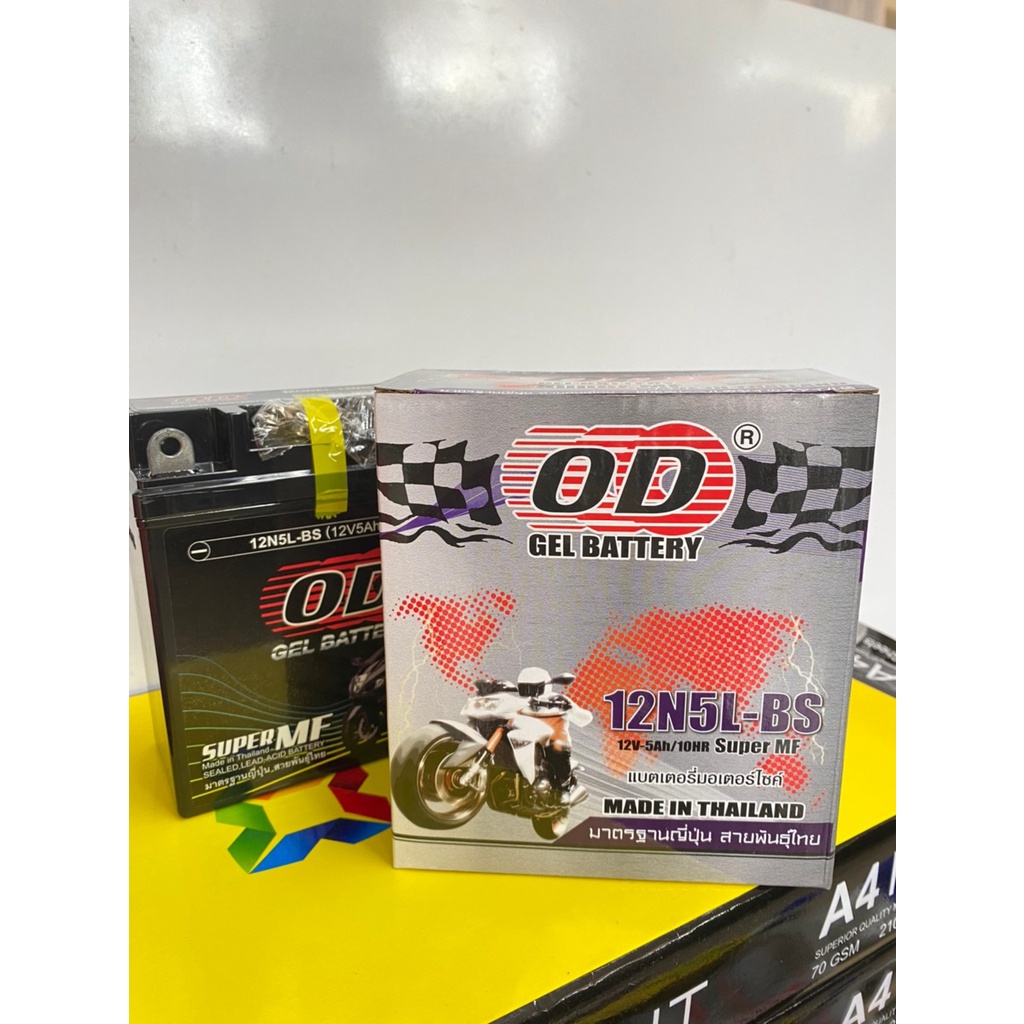 OD ®
GEL BATTERY
12N5L-BS
12V-5Ah/10HR Super MF
แบตเตอรี่มอเตอร์ไซค์
MADE IN THAILAND
มาตรฐานญี่ปุ่น สายพันธุ์ไทย
12N5L-BS (12V5Ah
OD
GEL BATTE
SUPER MF
Made in Thailand
SEALED LEAD-ACID BATTERY
มาตรฐานญี่ปุ่น,สายพันธุ์ไทย
A4
SUPERIOR QUALITY
70 GSM 210
A4
A4